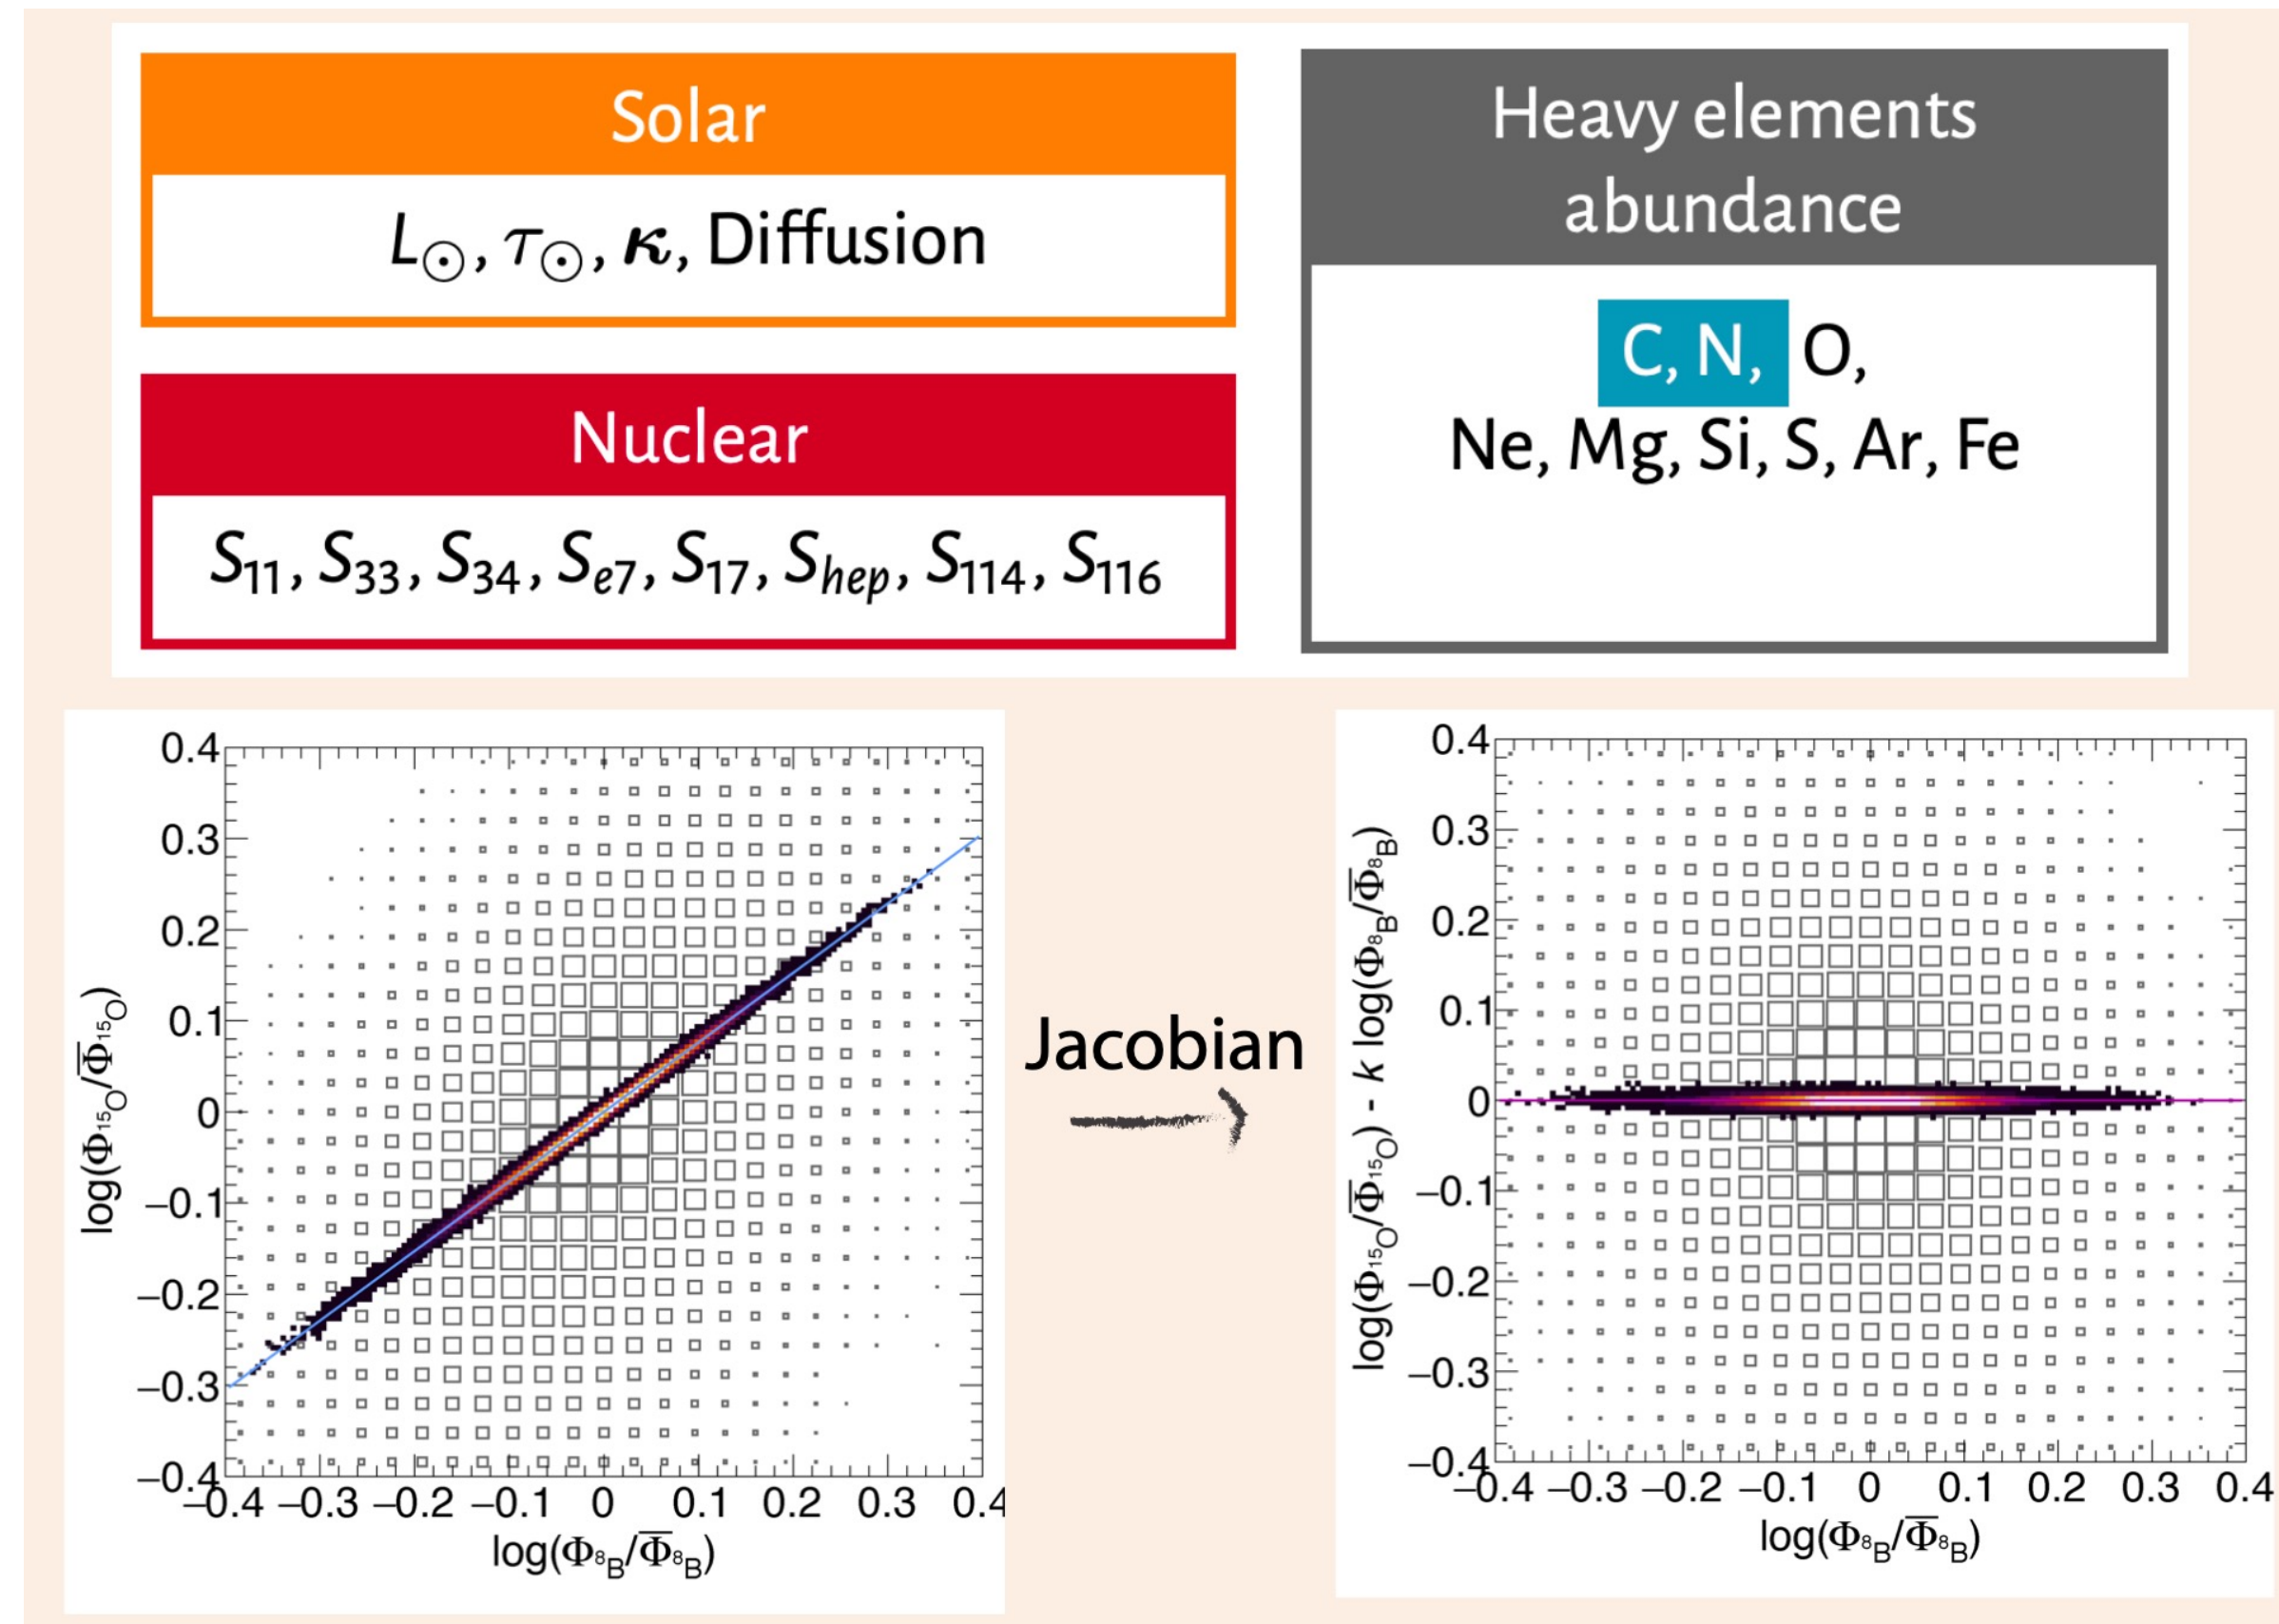 Solar
L⊙, τ⊙, κ, Diffusion
Nuclear
S₁₁, S₃₃, S₃₄, Sₑ₇, S₁₇, S_hep, S₁₁₄, S₁₁₆
Heavy elements
abundance
C, N, O,
Ne, Mg, Si, S, Ar, Fe
log(Φ¹⁵O/Φ̅¹⁵O)
0.4
0.3
0.2
0.1
0
−0.1
−0.2
−0.3
−0.4
−0.4 −0.3 −0.2 −0.1 0 0.1 0.2 0.3 0.4
log(Φ⁸B/Φ̅⁸B)
Jacobian
log(Φ¹⁵O/Φ̅¹⁵O) - k log(Φ⁸B/Φ̅⁸B)
0.4
0.3
0.2
0.1
0
−0.1
−0.2
−0.3
−0.4
−0.4 −0.3 −0.2 −0.1 0 0.1 0.2 0.3 0.4
log(Φ⁸B/Φ̅⁸B)